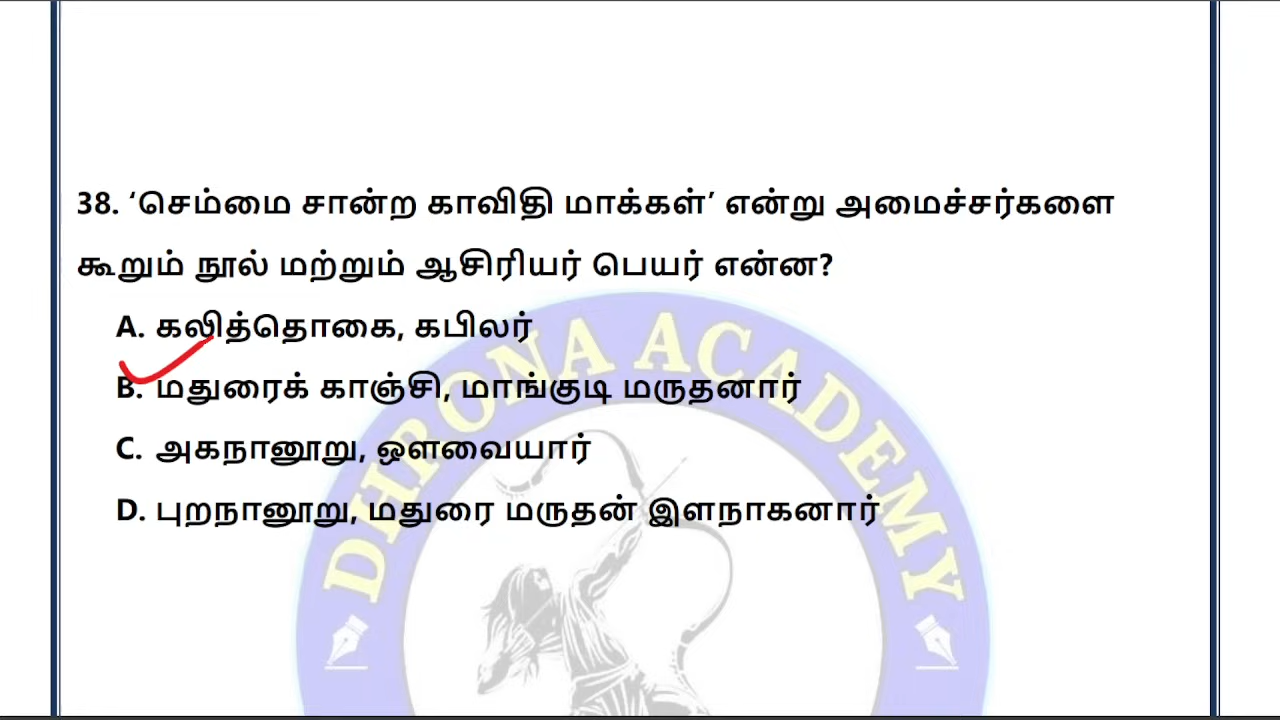 38. ‘செம்மை சான்ற காவிதி மாக்கள்’ என்று அமைச்சர்களை
கூறும் நூல் மற்றும் ஆசிரியர் பெயர் என்ன?
A. கலித்தொகை, கபிலர்
B. மதுரைக் காஞ்சி, மாங்குடி மருதனார்
C. அகநானூறு, ஔவையார்
D. புறநானூறு, மதுரை மருதன் இளநாகனார்
DHRONA ACADEMY